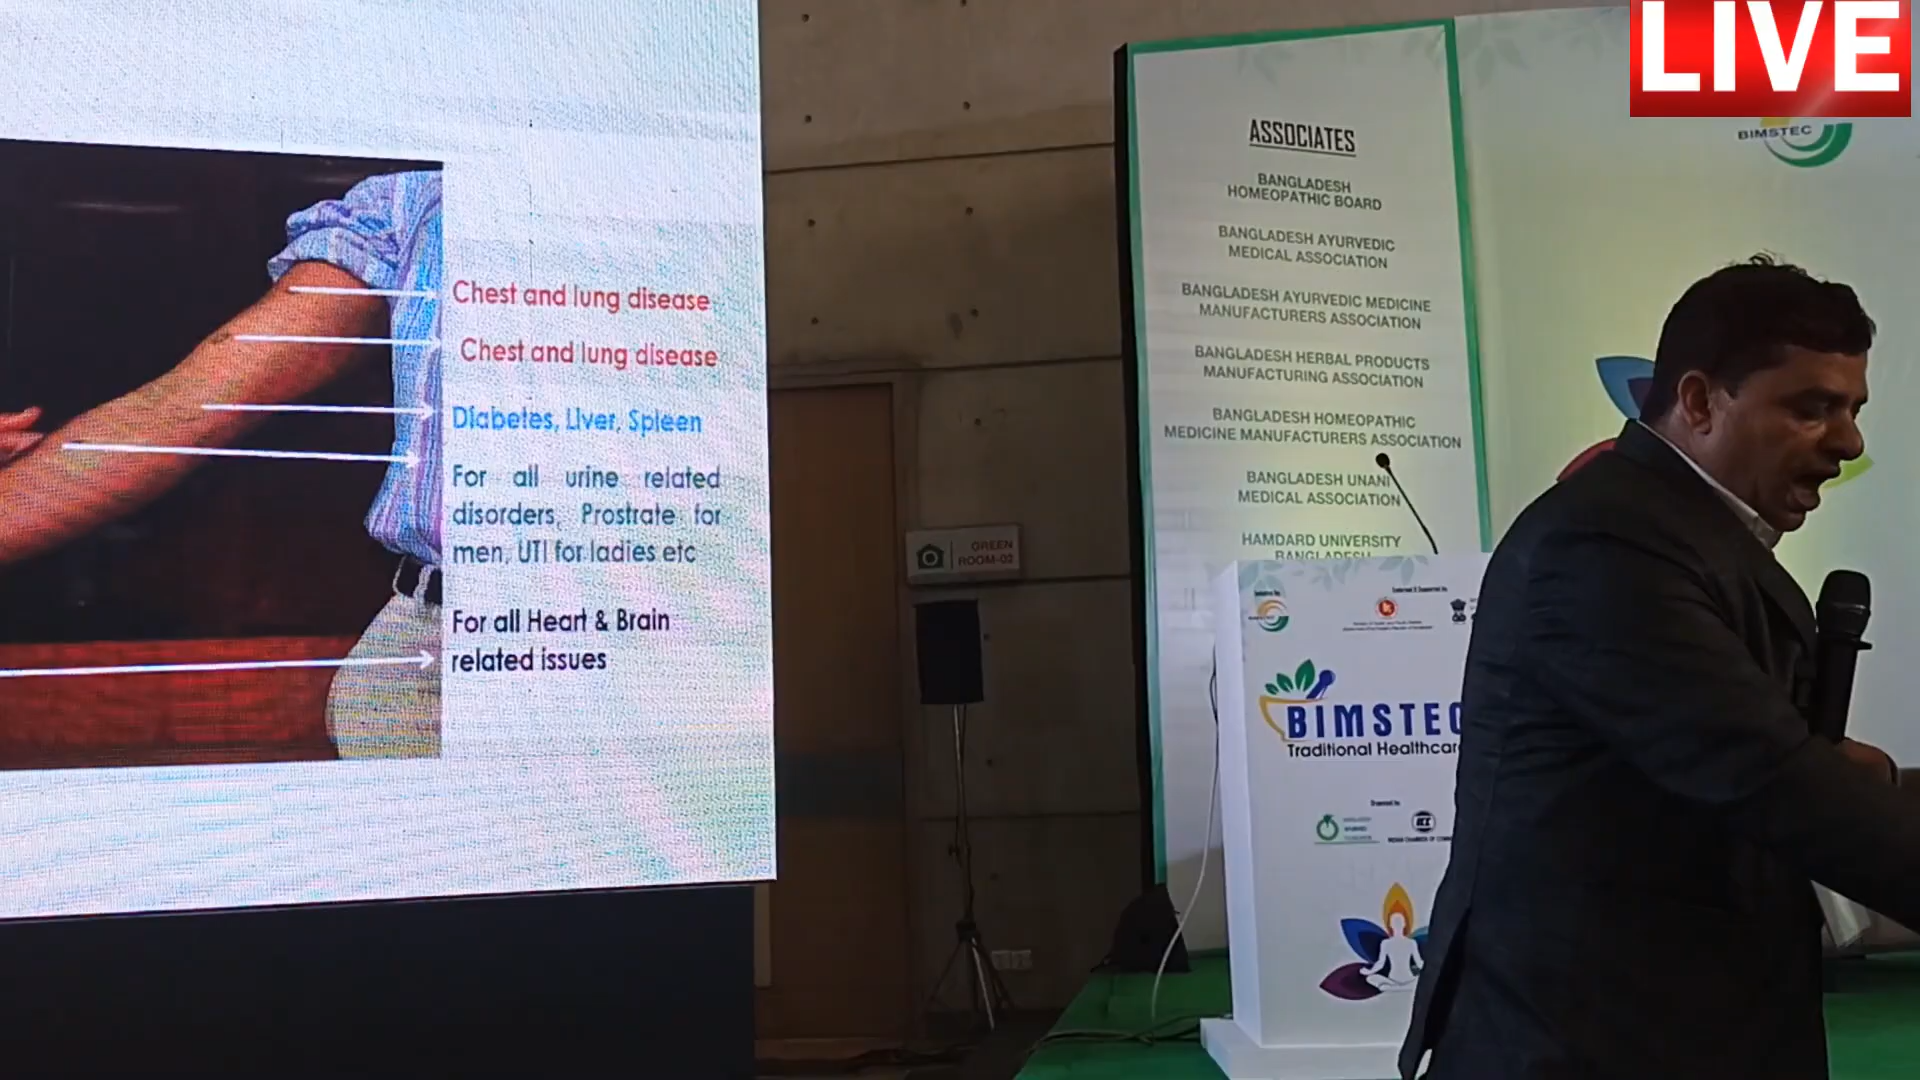 LIVE
BIMSTEC
Chest and lung disease
Chest and lung disease
Diabetes, Liver, Spleen
For all urine related
disorders, Prostrate for
men, UTI for ladies etc
For all Heart & Brain
related issues
GREEN
ROOM-02
ASSOCIATES
BANGLADESH
HOMEOPATHIC BOARD
BANGLADESH AYURVEDIC
MEDICAL ASSOCIATION
BANGLADESH AYURVEDIC MEDICINE
MANUFACTURERS ASSOCIATION
BANGLADESH HERBAL PRODUCTS
MANUFACTURING ASSOCIATION
BANGLADESH HOMEOPATHIC
MEDICINE MANUFACTURERS ASSOCIATION
BANGLADESH UNANI
MEDICAL ASSOCIATION
HAMDARD UNIVERSITY
BANGLADESH
BIMSTEC
Traditional Healthcare